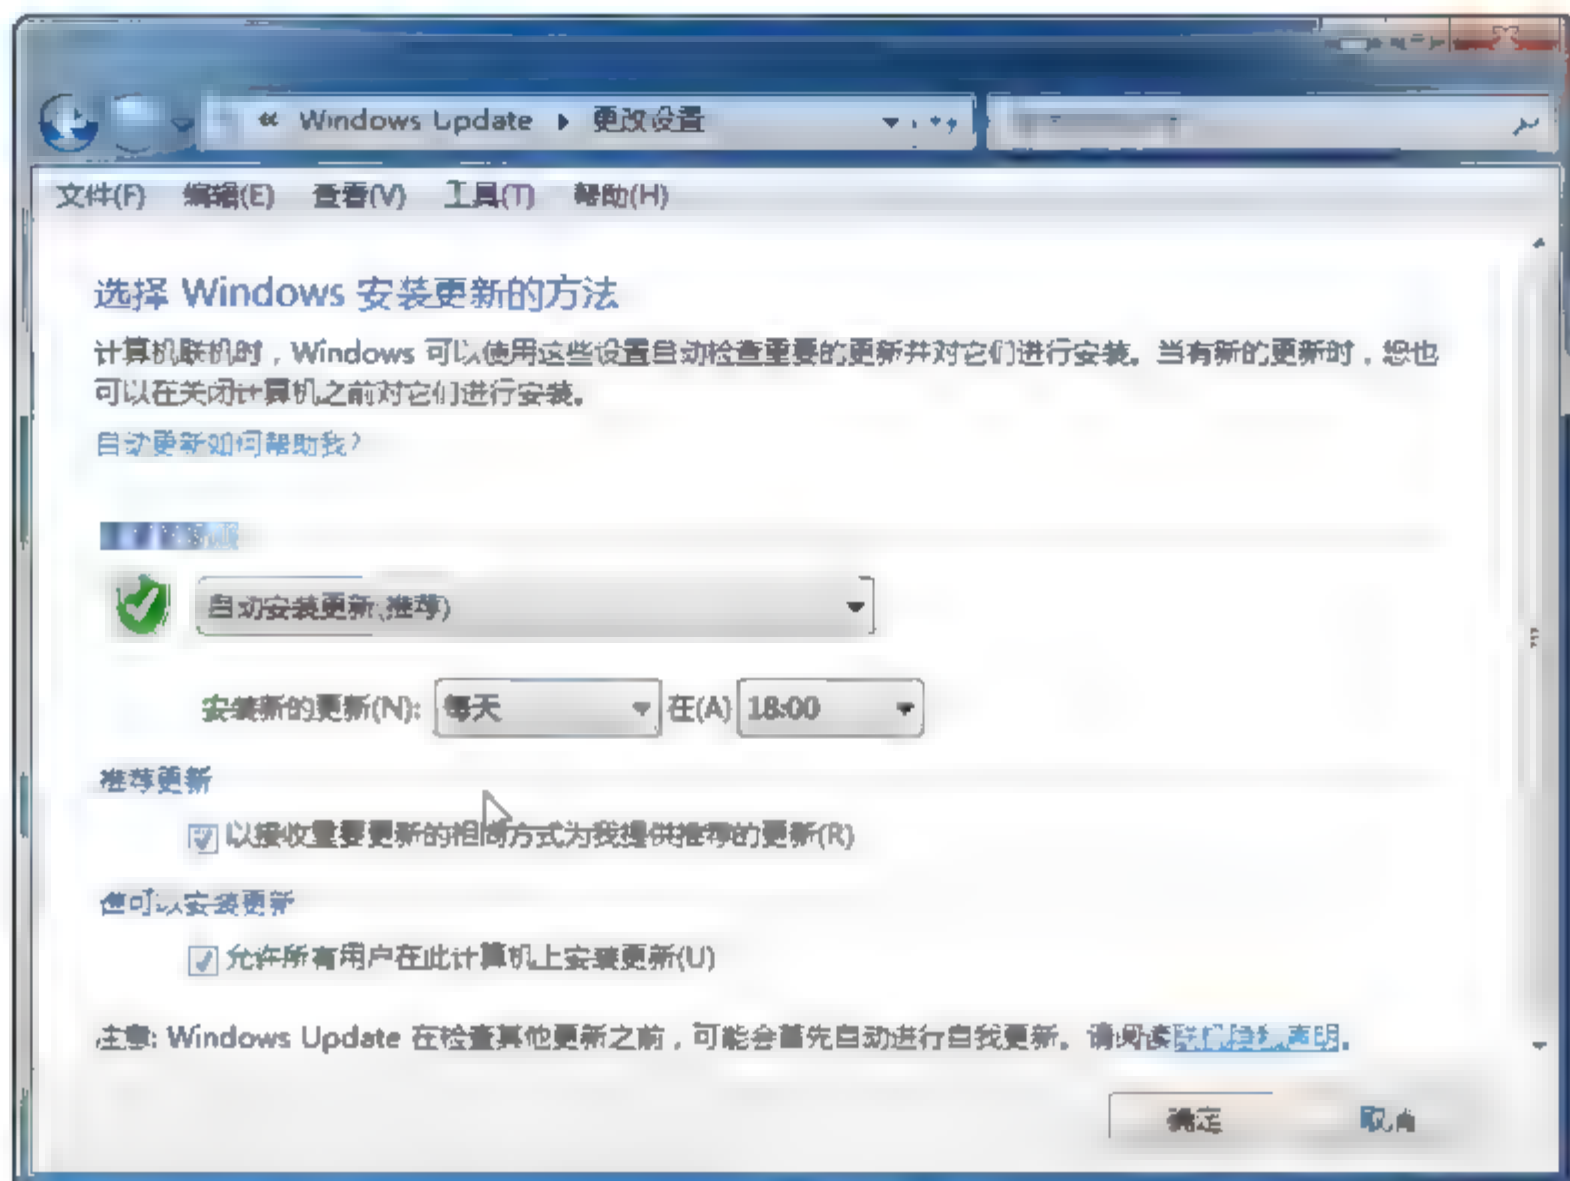 « Windows Update ▸ 更改设置
文件(F) 编辑(E) 查看(V) 工具(T) 帮助(H)
选择 Windows 安装更新的方法
计算机联机时，Windows 可以使用这些设置自动检查重要的更新并对它们进行安装。当有新的更新时，您也
可以在关闭计算机之前对它们进行安装。
自动更新如何帮助我?
自动安装更新(推荐)
安装新的更新(N): 每天 在(A) 18:00
推荐更新
以接收重要更新的相同方式为我提供推荐的更新(R)
谁可以安装更新
允许所有用户在此计算机上安装更新(U)
注意: Windows Update 在检查其他更新之前，可能会首先自动进行自我更新。请阅读联机隐私声明。
确定 取消